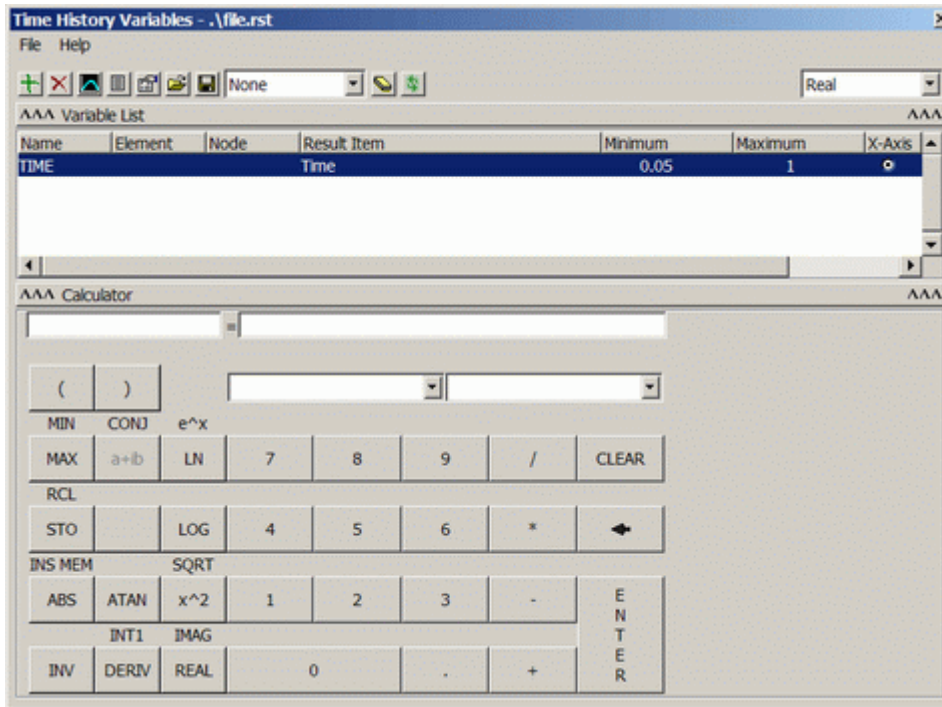 Time History Variables - .\file.rst
File Help
None Real
^^^ Variable List ^^^
Name Element Node Result Item Minimum Maximum X-Axis
TIME Time 0.05 1
^^^ Calculator ^^^
=
( )
MIN CONJ e^x
MAX a+ib LN 7 8 9 / CLEAR
RCL
STO LOG 4 5 6 *
INS MEM SQRT
ABS ATAN x^2 1 2 3 - ENTER
INT1 IMAG
INV DERIV REAL 0 . +